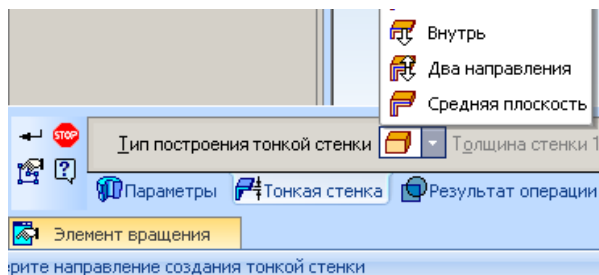 Внутрь
Два направления
Средняя плоскость
STOP
Тип построения тонкой стенки
Толщина стенки 1
Параметры
Тонкая стенка
Результат операции
Элемент вращения
ерите направление создания тонкой стенки